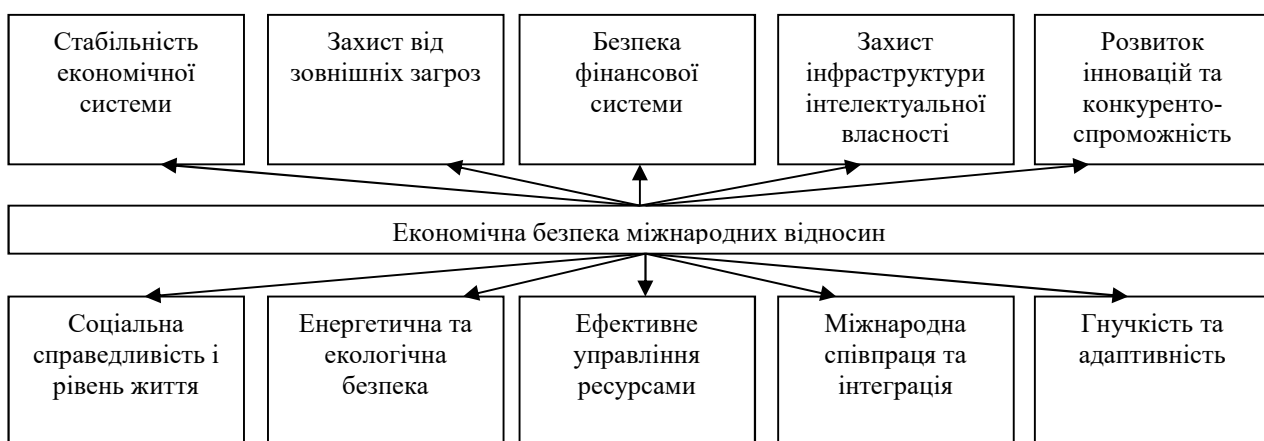 Стабільність
економічної
системи
Захист від
зовнішніх загроз
Безпека
фінансової
системи
Захист
інфраструктури
інтелектуальної
власності
Розвиток
інновацій та
конкуренто-
спроможність
Економічна безпека міжнародних відносин
Соціальна
справедливість і
рівень життя
Енергетична та
екологічна
безпека
Ефективне
управління
ресурсами
Міжнародна
співпраця та
інтеграція
Гнучкість та
адаптивність